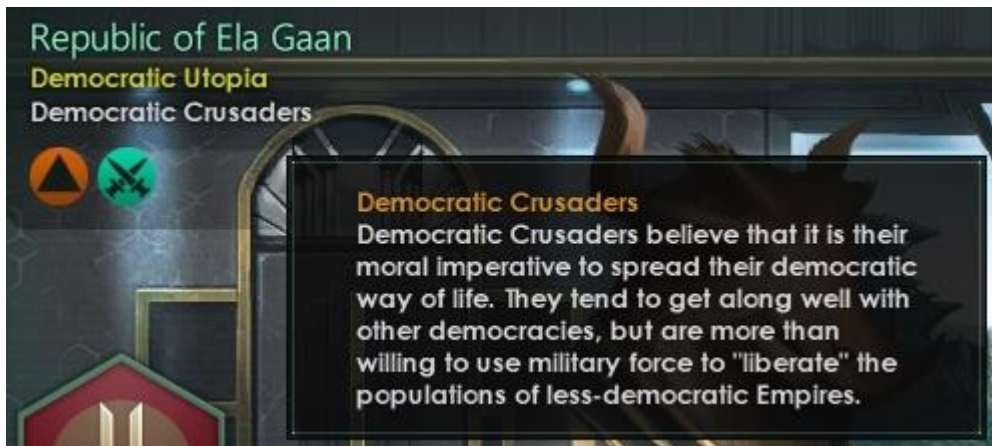 Republic of Ela Gaan
Democratic Utopia
Democratic Crusaders
Democratic Crusaders
Democratic Crusaders believe that it is their
moral imperative to spread their democratic
way of life. They tend to get along well with
other democracies, but are more than
willing to use military force to "liberate" the
populations of less-democratic Empires.